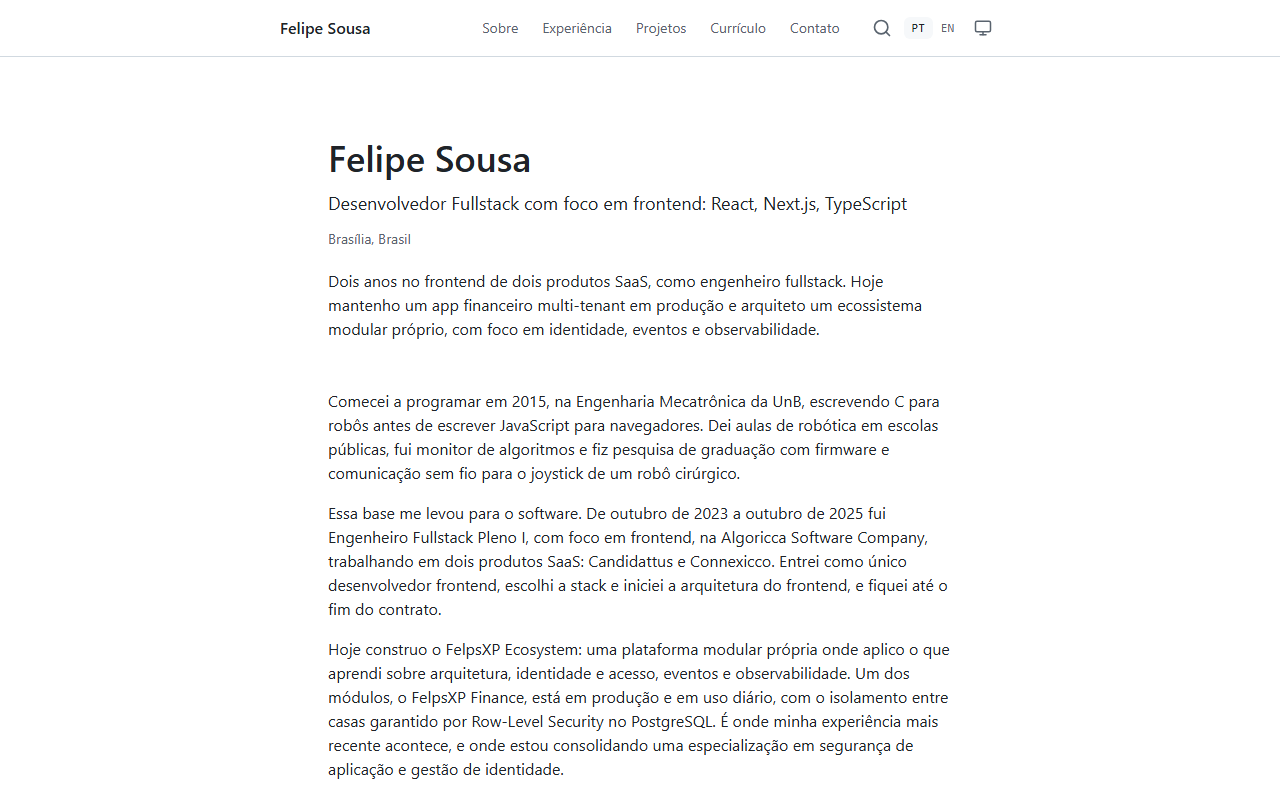 Felipe Sousa
Sobre
Experiência
Projetos
Currículo
Contato
PT
EN
Felipe Sousa
Desenvolvedor Fullstack com foco em frontend: React, Next.js, TypeScript
Brasília, Brasil
Dois anos no frontend de dois produtos SaaS, como engenheiro fullstack. Hoje
mantenho um app financeiro multi-tenant em produção e arquiteto um ecossistema
modular próprio, com foco em identidade, eventos e observabilidade.
Comecei a programar em 2015, na Engenharia Mecatrônica da UnB, escrevendo C para
robôs antes de escrever JavaScript para navegadores. Dei aulas de robótica em escolas
públicas, fui monitor de algoritmos e fiz pesquisa de graduação com firmware e
comunicação sem fio para o joystick de um robô cirúrgico.
Essa base me levou para o software. De outubro de 2023 a outubro de 2025 fui
Engenheiro Fullstack Pleno I, com foco em frontend, na Algoricca Software Company,
trabalhando em dois produtos SaaS: Candidattus e Connexicco. Entrei como único
desenvolvedor frontend, escolhi a stack e iniciei a arquitetura do frontend, e fiquei até o
fim do contrato.
Hoje construo o FelpsXP Ecosystem: uma plataforma modular própria onde aplico o que
aprendi sobre arquitetura, identidade e acesso, eventos e observabilidade. Um dos
módulos, o FelpsXP Finance, está em produção e em uso diário, com o isolamento entre
casas garantido por Row-Level Security no PostgreSQL. É onde minha experiência mais
recente acontece, e onde estou consolidando uma especialização em segurança de
aplicação e gestão de identidade.